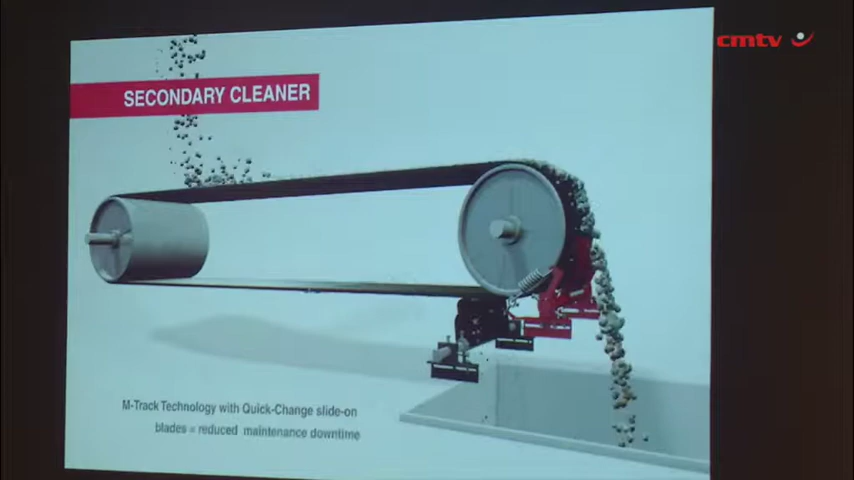 cmtv
SECONDARY CLEANER
M-Track Technology with Quick-Change slide-on
blades = reduced maintenance downtime